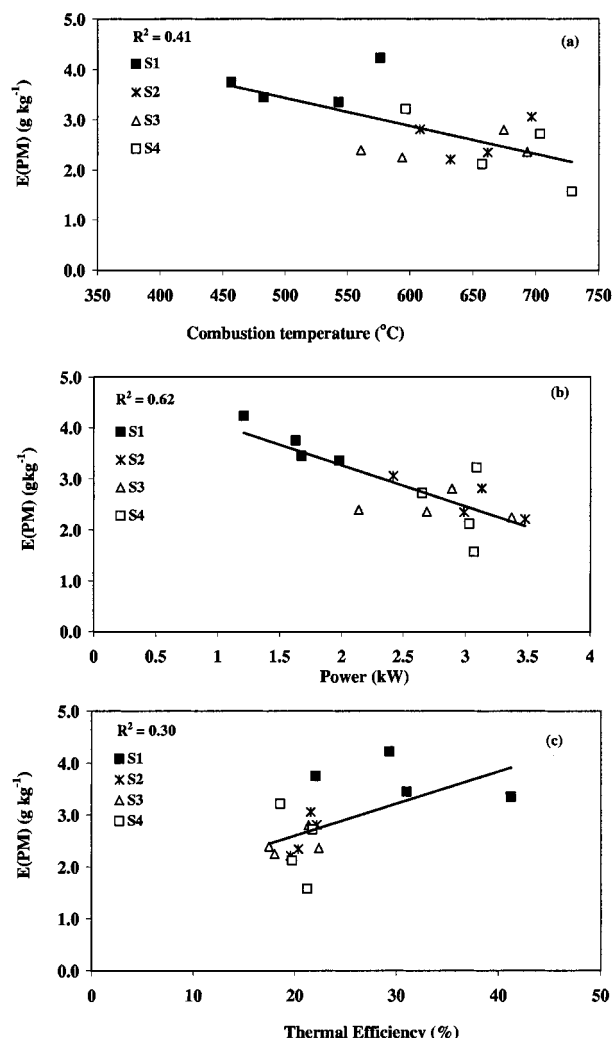 R² = 0.41
(a)
S1
S2
S3
S4
E(PM) (g kg⁻¹)
5.0
4.0
3.0
2.0
1.0
0.0
350 400 450 500 550 600 650 700 750
Combustion temperature (°C)
R² = 0.62
(b)
S1
S2
S3
S4
E(PM) (gkg⁻¹)
5.0
4.0
3.0
2.0
1.0
0.0
0 0.5 1 1.5 2 2.5 3 3.5 4
Power (kW)
R² = 0.30
(c)
S1
S2
S3
S4
E(PM) (g kg⁻¹)
5.0
4.0
3.0
2.0
1.0
0.0
0 10 20 30 40 50
Thermal Efficiency (%)